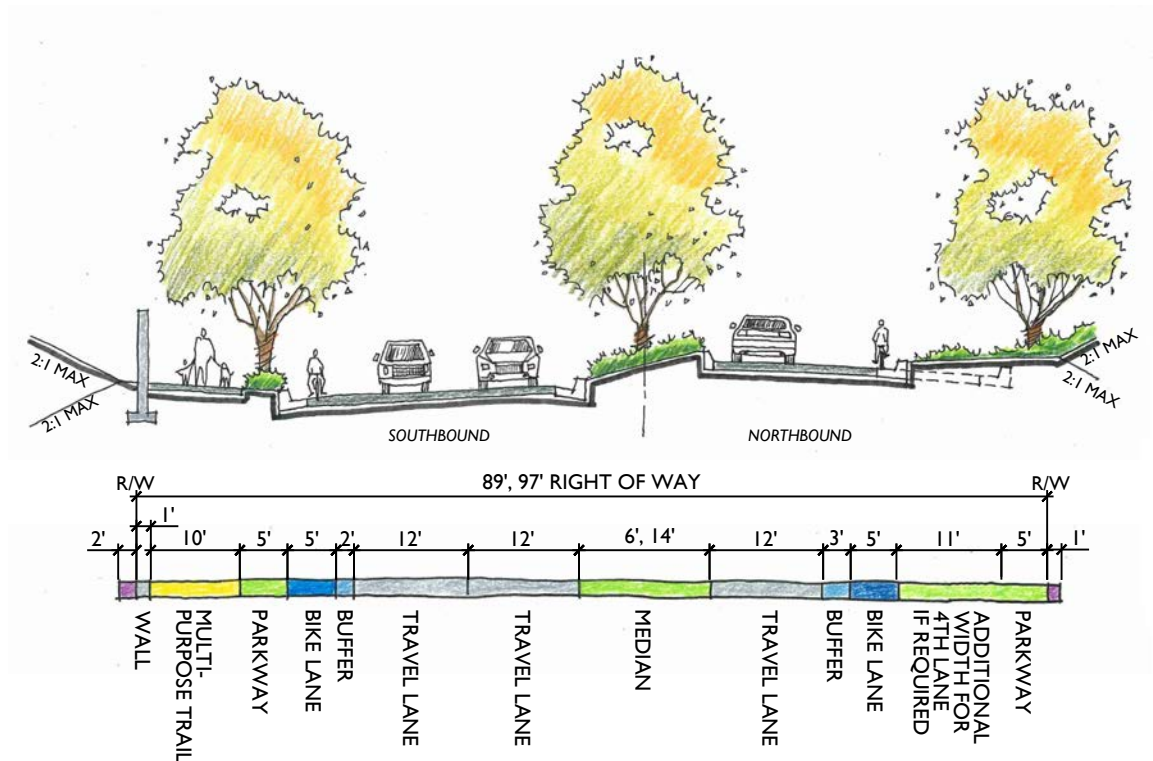 2:1 MAX
2:1 MAX
2:1 MAX
2:1 MAX
SOUTHBOUND
NORTHBOUND
R/W
89', 97' RIGHT OF WAY
R/W
1'
2'
10'
5'
5'
2'
12'
12'
6', 14'
12'
3'
5'
11'
5'
1'
WALL
MULTI-
PURPOSE TRAIL
PARKWAY
BIKE LANE
BUFFER
TRAVEL LANE
TRAVEL LANE
MEDIAN
TRAVEL LANE
BUFFER
BIKE LANE
ADDITIONAL
WIDTH FOR
4TH LANE
IF REQUIRED
PARKWAY